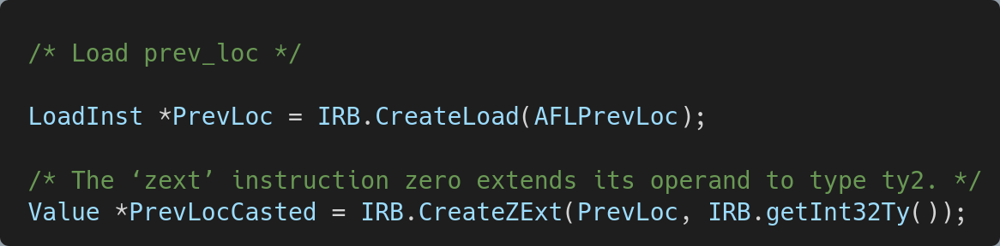 /* Load prev_loc */
LoadInst *PrevLoc = IRB.CreateLoad(AFLPrevLoc);
/* The ‘zext’ instruction zero extends its operand to type ty2. */
Value *PrevLocCasted = IRB.CreateZExt(PrevLoc, IRB.getInt32Ty());